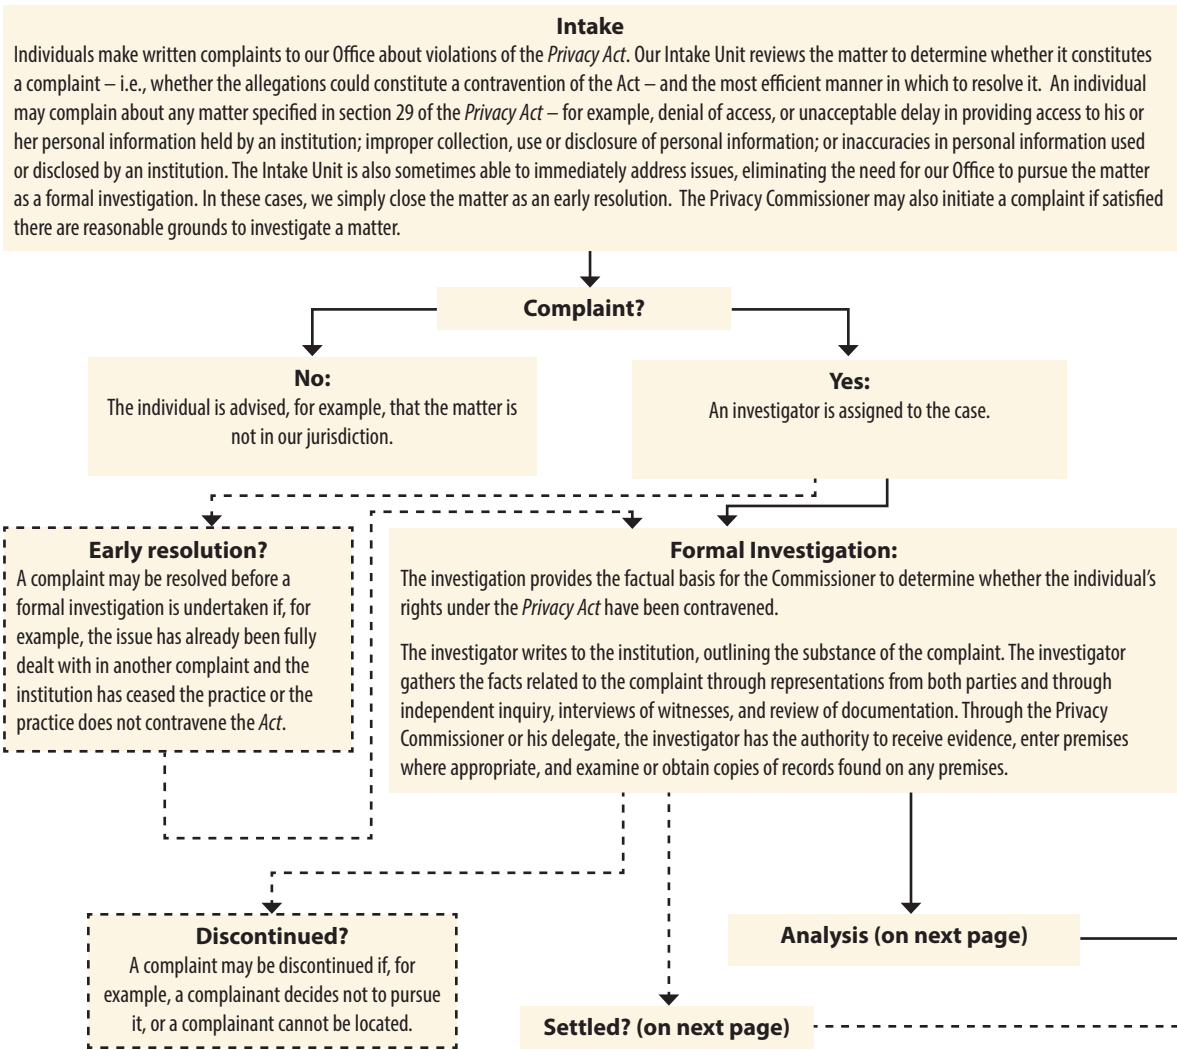 Intake
Individuals make written complaints to our Office about violations of the Privacy Act. Our Intake Unit reviews the matter to determine whether it constitutes
a complaint – i.e., whether the allegations could constitute a contravention of the Act – and the most efficient manner in which to resolve it. An individual
may complain about any matter specified in section 29 of the Privacy Act – for example, denial of access, or unacceptable delay in providing access to his or
her personal information held by an institution; improper collection, use or disclosure of personal information; or inaccuracies in personal information used
or disclosed by an institution. The Intake Unit is also sometimes able to immediately address issues, eliminating the need for our Office to pursue the matter
as a formal investigation. In these cases, we simply close the matter as an early resolution. The Privacy Commissioner may also initiate a complaint if satisfied
there are reasonable grounds to investigate a matter.
Complaint?
No:
The individual is advised, for example, that the matter is
not in our jurisdiction.
Yes:
An investigator is assigned to the case.
Early resolution?
A complaint may be resolved before a
formal investigation is undertaken if, for
example, the issue has already been fully
dealt with in another complaint and the
institution has ceased the practice or the
practice does not contravene the Act.
Formal Investigation:
The investigation provides the factual basis for the Commissioner to determine whether the individual's
rights under the Privacy Act have been contravened.
The investigator writes to the institution, outlining the substance of the complaint. The investigator
gathers the facts related to the complaint through representations from both parties and through
independent inquiry, interviews of witnesses, and review of documentation. Through the Privacy
Commissioner or his delegate, the investigator has the authority to receive evidence, enter premises
where appropriate, and examine or obtain copies of records found on any premises.
Discontinued?
A complaint may be discontinued if, for
example, a complainant decides not to pursue
it, or a complainant cannot be located.
Analysis (on next page)
Settled? (on next page)